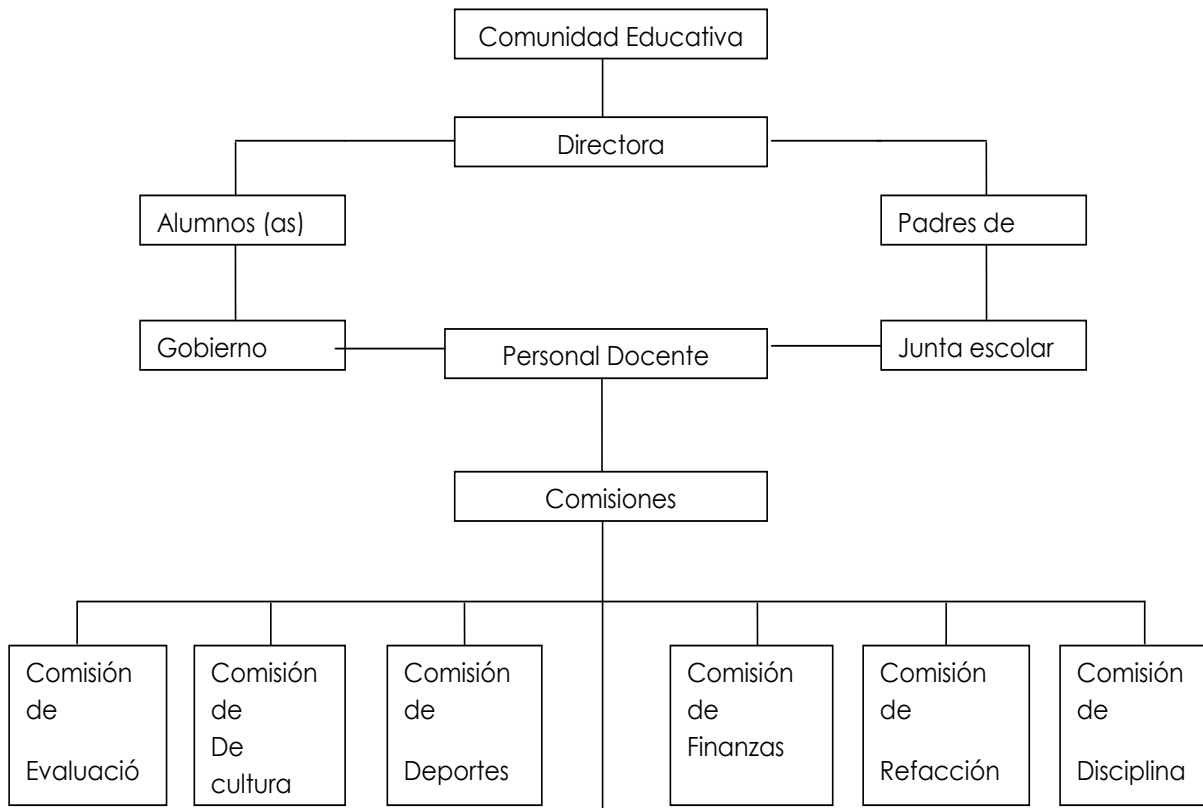 Comunidad Educativa
Directora
Alumnos (as)
Padres de
Gobierno
Personal Docente
Junta escolar
Comisiones
Comisión
de
Evaluació
Comisión
de
De
cultura
Comisión
de
Deportes
Comisión
de
Finanzas
Comisión
de
Refacción
Comisión
de
Disciplina